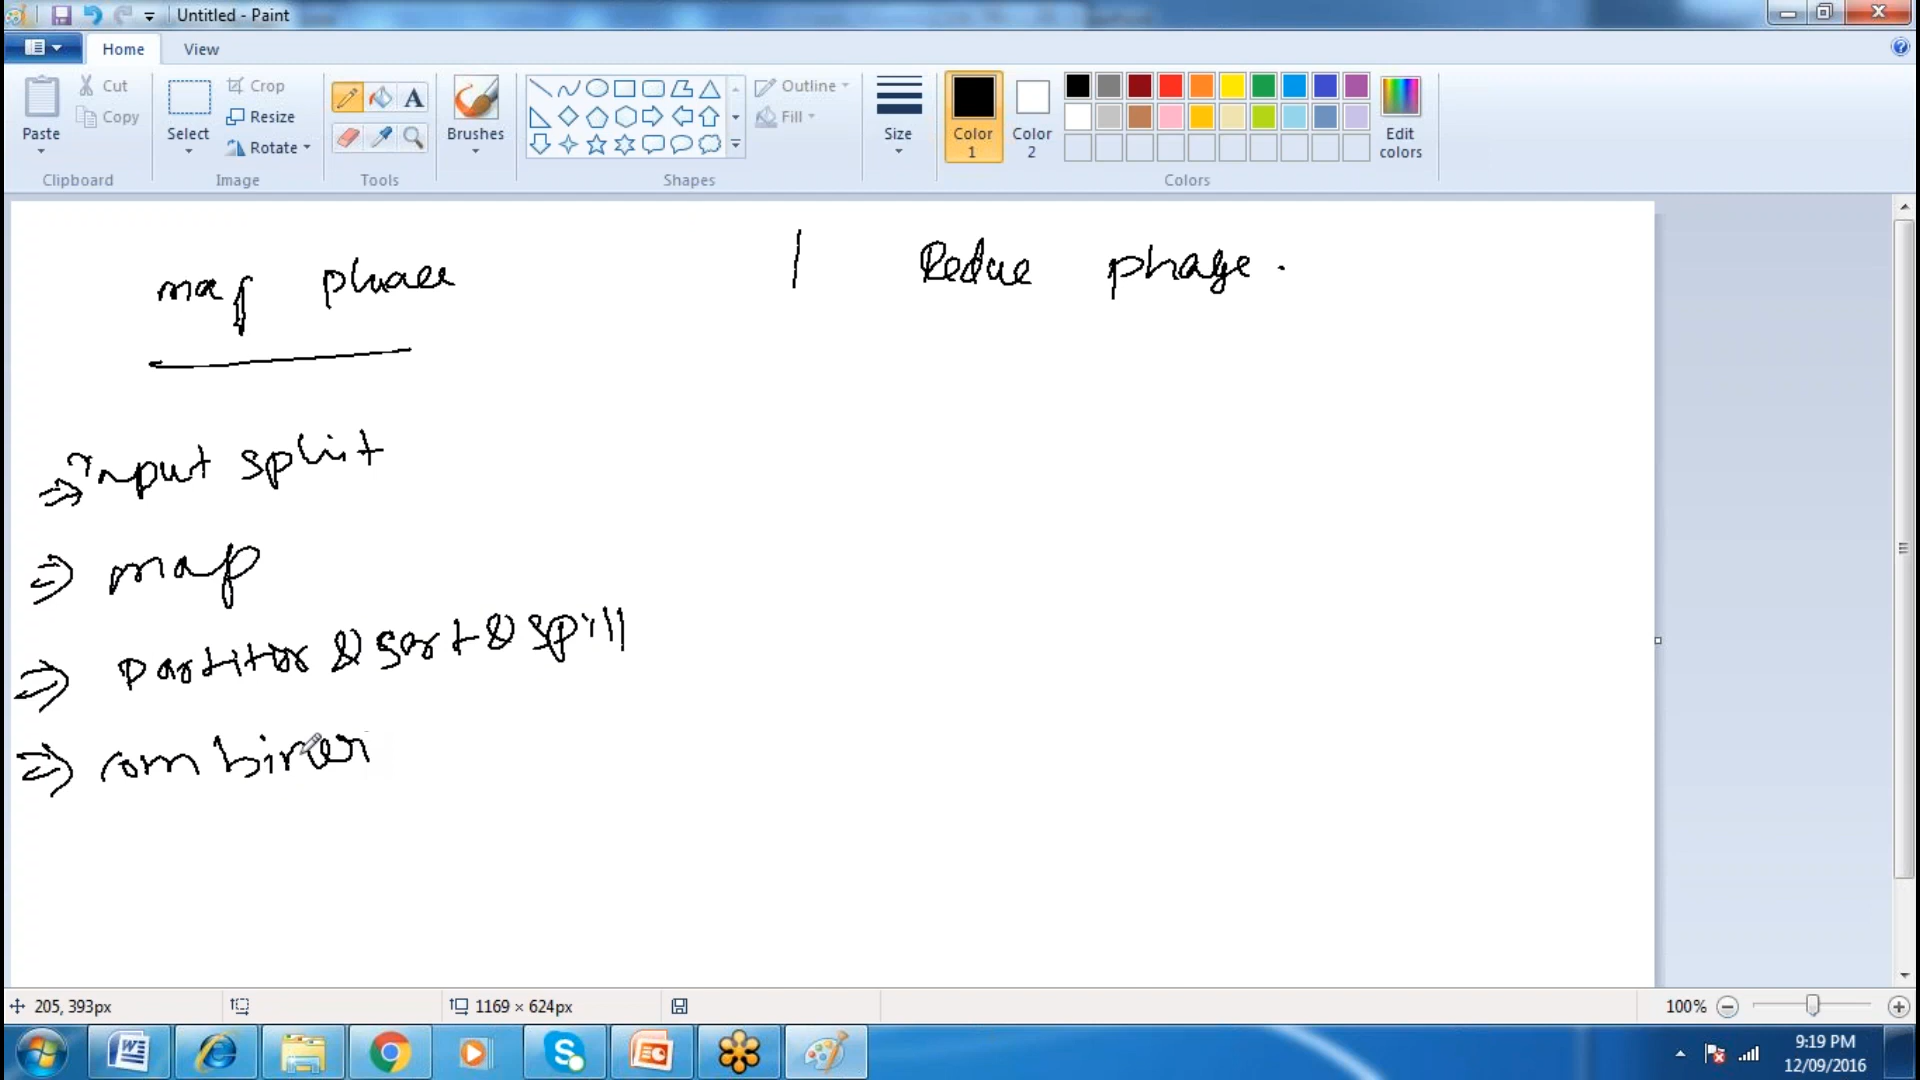 Untitled - Paint
Home View
Paste
Cut
Copy
Clipboard
Select
Crop
Resize
Rotate
Image
Tools
Brushes
Shapes
Outline
Fill
Size
Color 1
Color 2
Edit colors
Colors
map phase | Redue phase .
⇒ Input split
⇒ map
⇒ Partitor & sort & spill
⇒ combiner
205, 393px
1169 × 624px
100%
9:19 PM
12/09/2016